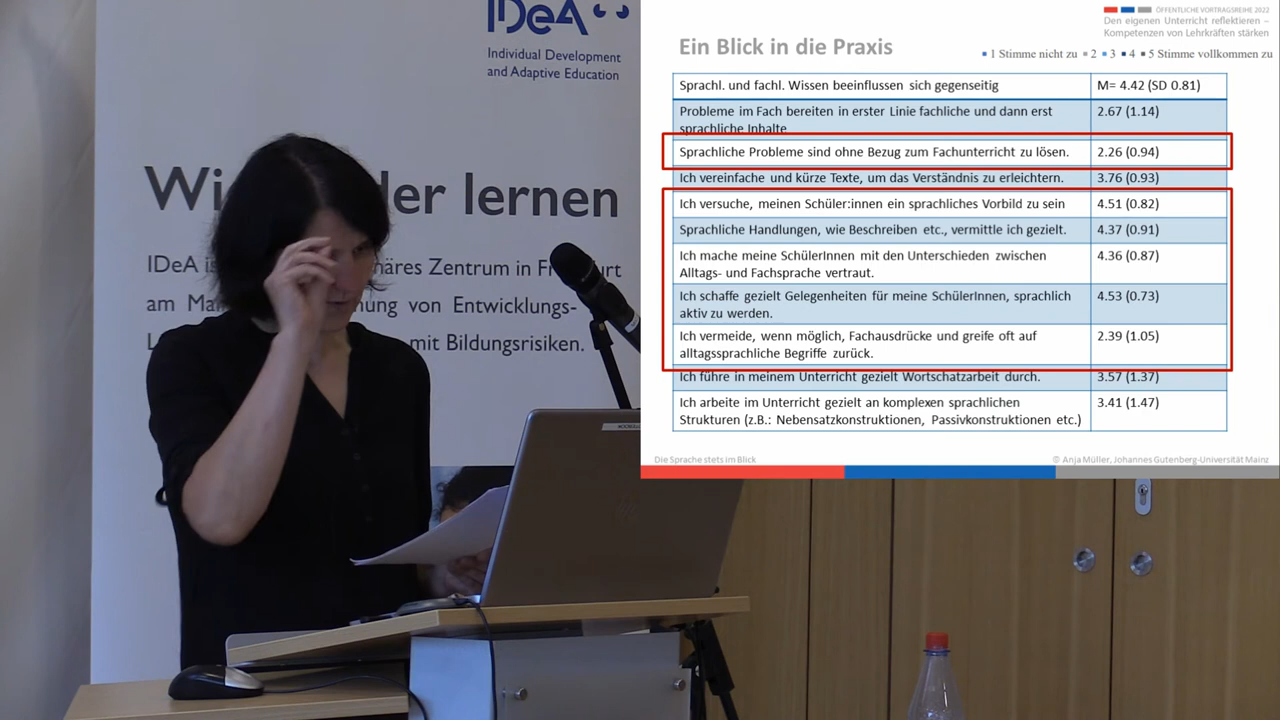 IDeA
Individual Development
and Adaptive Education
der lernen
IDeA
Zentrum in
am
von Entwicklungs-
mit Bildungsrisiken.
ÖFFENTLICHE VORTRAGSREIHE 2022
Den eigenen Unterricht reflektieren –
Kompetenzen von Lehrkräften stärken
Ein Blick in die Praxis
1 Stimme nicht zu 2 3 4 5 Stimme vollkommen zu
Sprachl. und fachl. Wissen beeinflussen sich gegenseitig M= 4.42 (SD 0.81)
Probleme im Fach bereiten in erster Linie fachliche und dann erst 2.67 (1.14)
sprachliche Inhalte
Sprachliche Probleme sind ohne Bezug zum Fachunterricht zu lösen. 2.26 (0.94)
Ich vereinfache und kürze Texte, um das Verständnis zu erleichtern. 3.76 (0.93)
Ich versuche, meinen Schüler:innen ein sprachliches Vorbild zu sein 4.51 (0.82)
Sprachliche Handlungen, wie Beschreiben etc., vermittle ich gezielt. 4.37 (0.91)
Ich mache meine SchülerInnen mit den Unterschieden zwischen 4.36 (0.87)
Alltags- und Fachsprache vertraut.
Ich schaffe gezielt Gelegenheiten für meine SchülerInnen, sprachlich 4.53 (0.73)
aktiv zu werden.
Ich vermeide, wenn möglich, Fachausdrücke und greife oft auf 2.39 (1.05)
alltagssprachliche Begriffe zurück.
Ich führe in meinem Unterricht gezielt Wortschatzarbeit durch. 3.57 (1.37)
Ich arbeite im Unterricht gezielt an komplexen sprachlichen 3.41 (1.47)
Strukturen (z.B.: Nebensatzkonstruktionen, Passivkonstruktionen etc.)
Die Sprache stets im Blick
© Anja Müller, Johannes Gutenberg-Universität Mainz